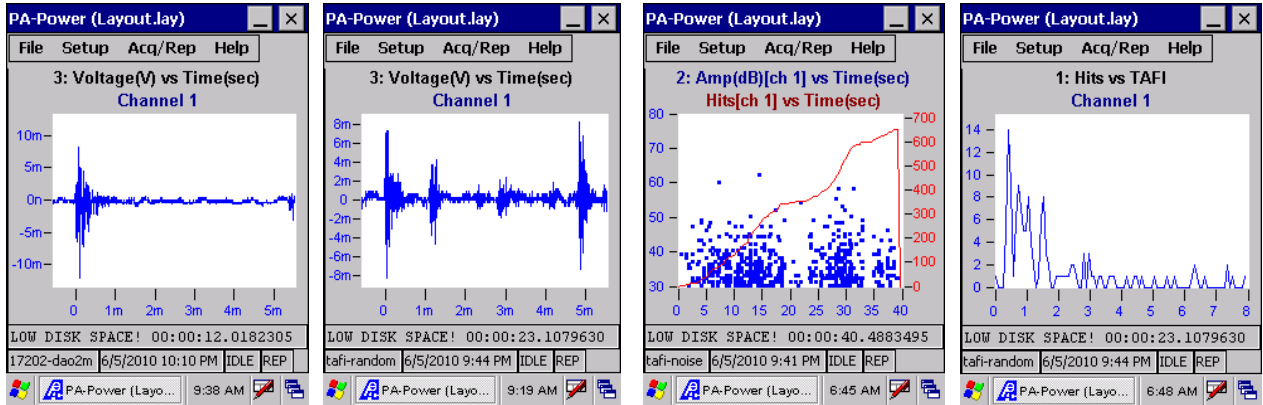 PA-Power (Layout.lay)
File Setup Acq/Rep Help
3: Voltage(V) vs Time(sec)
Channel 1
10m
5m
0n
-5m
-10m
0 1m 2m 3m 4m 5m
LOW DISK SPACE! 00:00:12.0182305
17202-dao2m 6/5/2010 10:10 PM IDLE REP
PA-Power (Layo... 9:38 AM
PA-Power (Layout.lay)
File Setup Acq/Rep Help
3: Voltage(V) vs Time(sec)
Channel 1
8m
6m
4m
2m
0
-2m
-4m
-6m
-8m
0 1m 2m 3m 4m 5m
LOW DISK SPACE! 00:00:23.1079630
tafi-random 6/5/2010 9:44 PM IDLE REP
PA-Power (Layo... 9:19 AM
PA-Power (Layout.lay)
File Setup Acq/Rep Help
2: Amp(dB)[ch 1] vs Time(sec)
Hits[ch 1] vs Time(sec)
80
70
60
50
40
30
700
600
500
400
300
200
100
0
0 5 10 15 20 25 30 35 40
LOW DISK SPACE! 00:00:40.4883495
tafi-noise 6/5/2010 9:41 PM IDLE REP
PA-Power (Layo... 6:45 AM
PA-Power (Layout.lay)
File Setup Acq/Rep Help
1: Hits vs TAFI
Channel 1
14
12
10
8
6
4
2
0
0 1 2 3 4 5 6 7 8
LOW DISK SPACE! 00:00:23.1079630
tafi-random 6/5/2010 9:44 PM IDLE REP
PA-Power (Layo... 6:48 AM